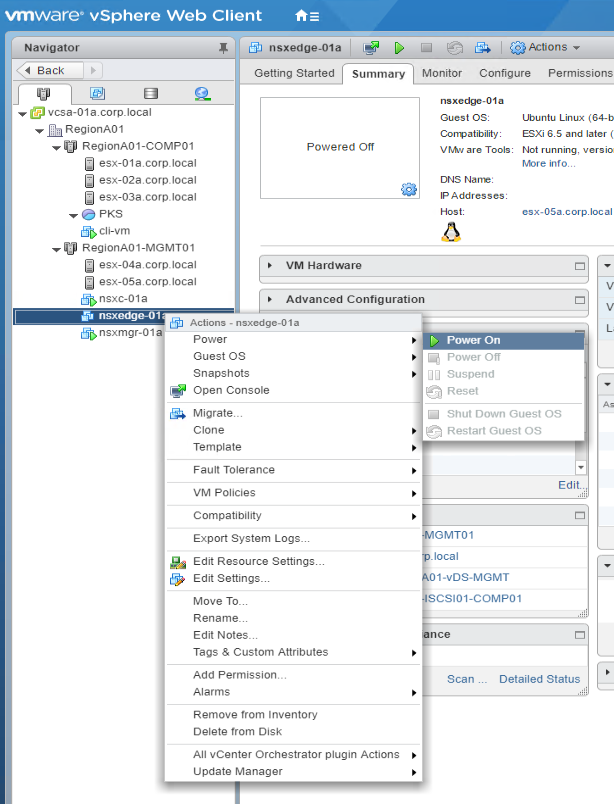 vmware® vSphere Web Client
Navigator
Back
vcsa-01a.corp.local
RegionA01
RegionA01-COMP01
esx-01a.corp.local
esx-02a.corp.local
esx-03a.corp.local
PKS
cli-vm
RegionA01-MGMT01
esx-04a.corp.local
esx-05a.corp.local
nsxc-01a
nsxedge-01a
nsxmgr-01a
nsxedge-01a
Actions
Getting Started Summary Monitor Configure Permissions
Powered Off
nsxedge-01a
Guest OS: Ubuntu Linux (64-b
Compatibility: ESXi 6.5 and later (
VMware Tools: Not running, versio
More info...
DNS Name:
IP Addresses:
Host: esx-05a.corp.local
VM Hardware
Advanced Configuration
Actions - nsxedge-01a
Power
Guest OS
Snapshots
Open Console
Migrate...
Clone
Template
Fault Tolerance
VM Policies
Compatibility
Export System Logs...
Edit Resource Settings...
Edit Settings...
Move To...
Rename...
Edit Notes...
Tags & Custom Attributes
Add Permission...
Alarms
Remove from Inventory
Delete from Disk
All vCenter Orchestrator plugin Actions
Update Manager
Power On
Power Off
Suspend
Reset
Shut Down Guest OS
Restart Guest OS
Edit...
-MGMT01
rp.local
A01-vDS-MGMT
-ISCSI01-COMP01
ance
Scan ... Detailed Status
V
V
La
As